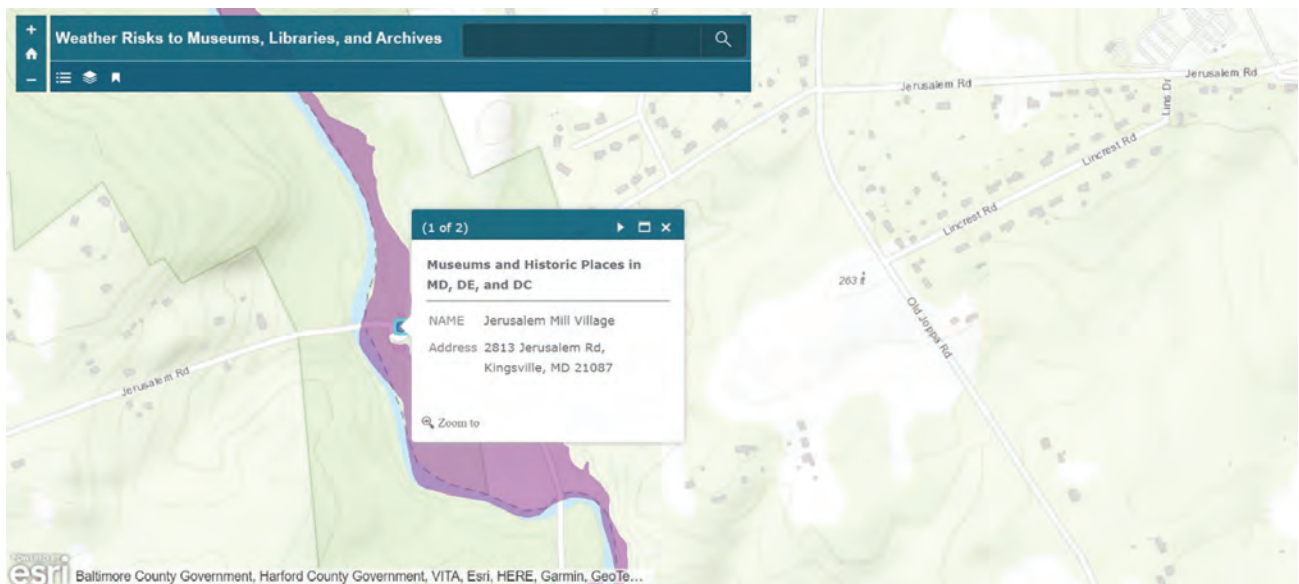 +
Weather Risks to Museums, Libraries, and Archives
–
Jerusalem Rd
Jerusalem Rd
Lins Dr
Lincrest Rd
Lincrest Rd
(1 of 2)
Museums and Historic Places in
MD, DE, and DC
NAME Jerusalem Mill Village
Address 2813 Jerusalem Rd,
Kingsville, MD 21087
Zoom to
263 ft
Old Joppa Rd
Jerusalem Rd
POWERED BY
esri
Baltimore County Government, Harford County Government, VITA, Esri, HERE, Garmin, GeoTe...